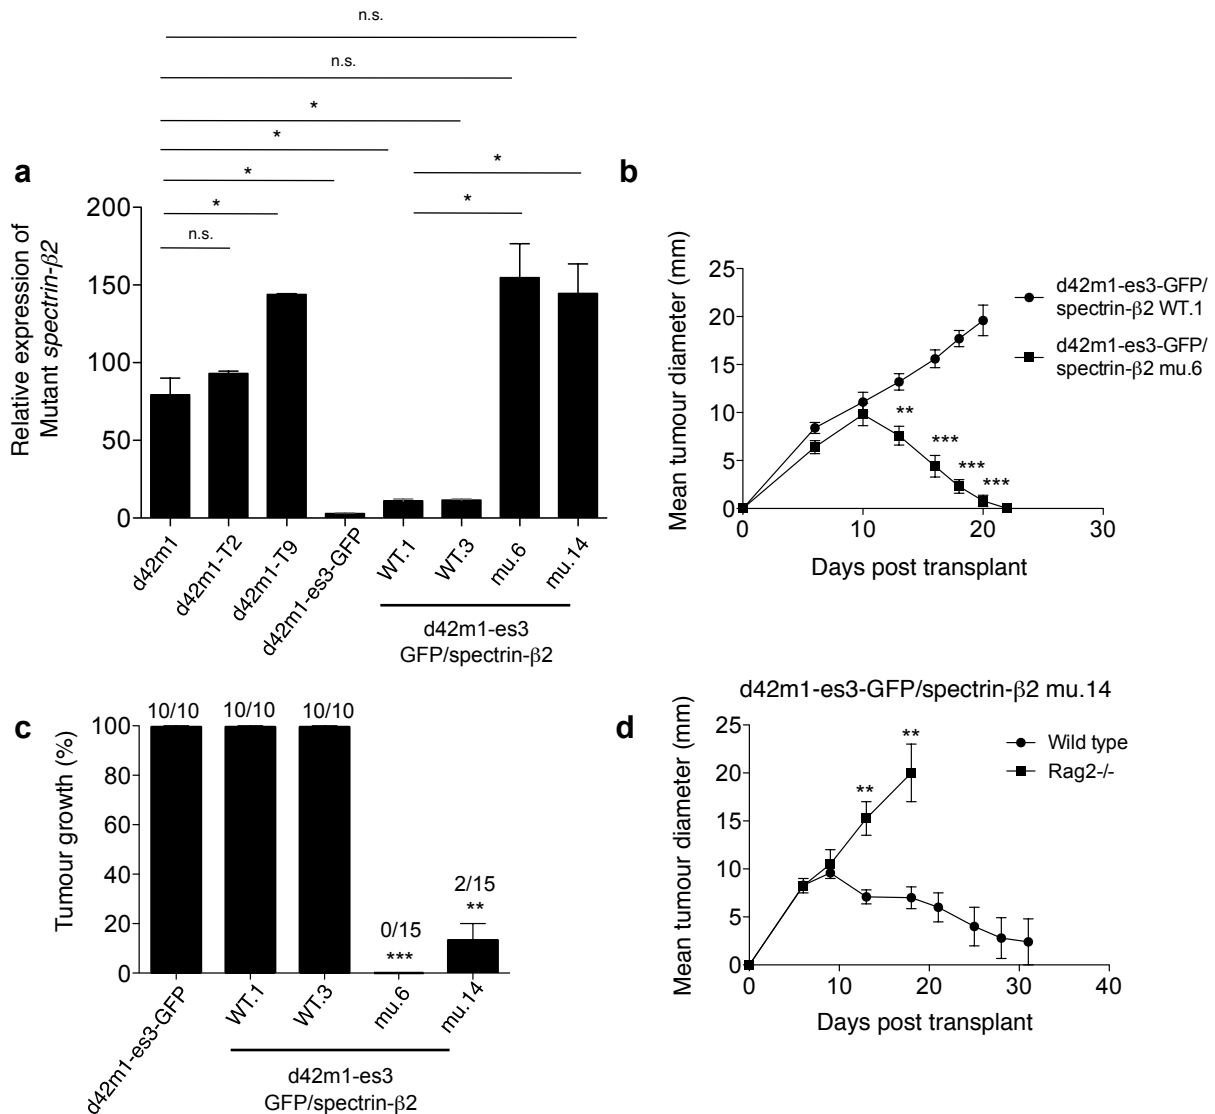 n.s.
n.s.
*
*
*
*
n.s.
*
*
a
Relative expression of
Mutant spectrin-β2
200
150
100
50
0
d42m1
d42m1-T2
d42m1-T9
d42m1-es3-GFP
WT.1
WT.3
mu.6
mu.14
d42m1-es3
GFP/spectrin-β2
b
Mean tumour diameter (mm)
25
20
15
10
5
0
0
10
20
30
Days post transplant
d42m1-es3-GFP/
spectrin-β2 WT.1
d42m1-es3-GFP/
spectrin-β2 mu.6
**
***
***
***
c
Tumour growth (%)
100
80
60
40
20
0
10/10
10/10
10/10
0/15
***
2/15
**
d42m1-es3-GFP
WT.1
WT.3
mu.6
mu.14
d42m1-es3
GFP/spectrin-β2
d
d42m1-es3-GFP/spectrin-β2 mu.14
Mean tumour diameter (mm)
25
20
15
10
5
0
0
10
20
30
40
Days post transplant
Wild type
Rag2-/-
**
**